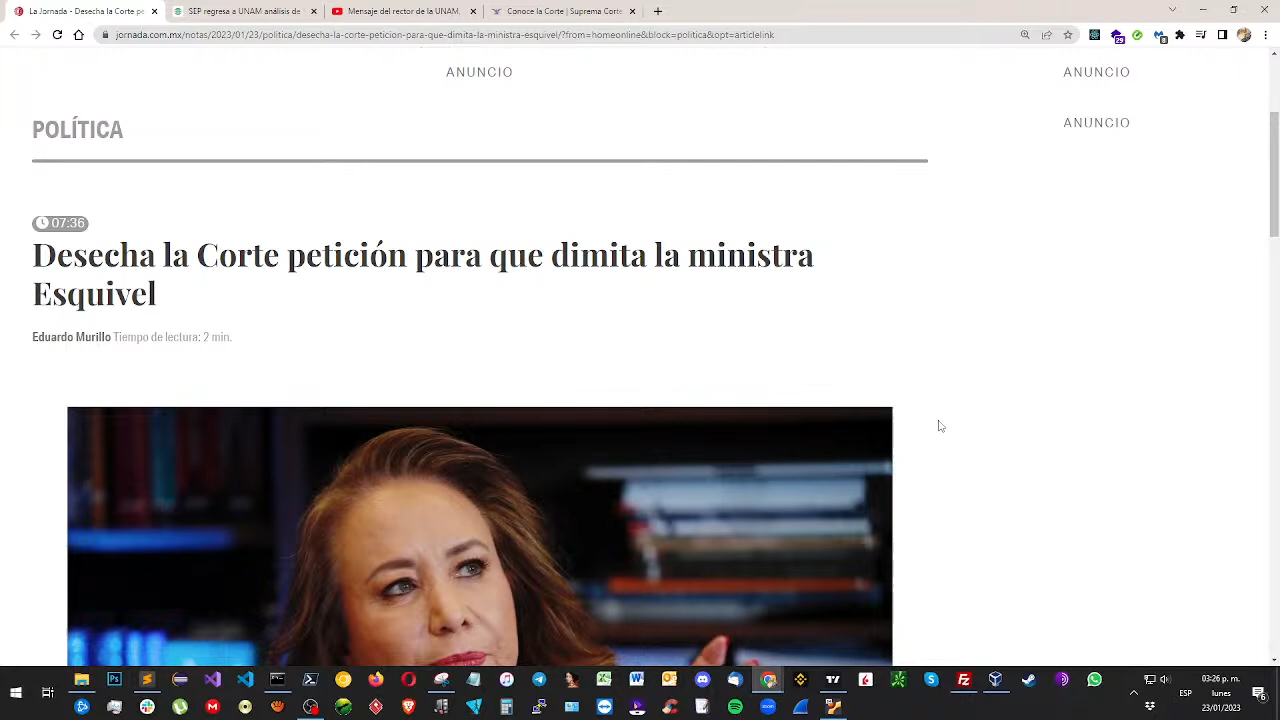 La Jornada - Desecha la Corte pe
SEP regresa a UNAM análisis de
Mensaje del rector de la UNAM,
Conoce la Corte | Suprema Corte
jornada.com.mx/notas/2023/01/23/politica/desecha-la-corte-peticion-para-que-dimita-la-ministra-esquivel/?from=homeonline&block=politica&opt=articlelink
ANUNCIO
ANUNCIO
ANUNCIO
POLÍTICA
07:36
Desecha la Corte petición para que dimita la ministra
Esquivel
Eduardo Murillo Tiempo de lectura: 2 min.
03:26 p. m.
ESP
lunes
23/01/2023